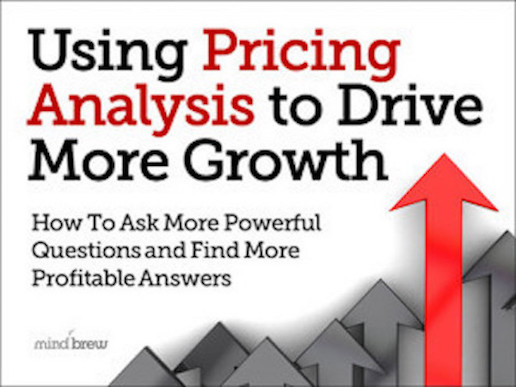 Using Pricing
Analysis to Drive
More Growth
How To Ask More Powerful
Questions and Find More
Profitable Answers
mindbrew